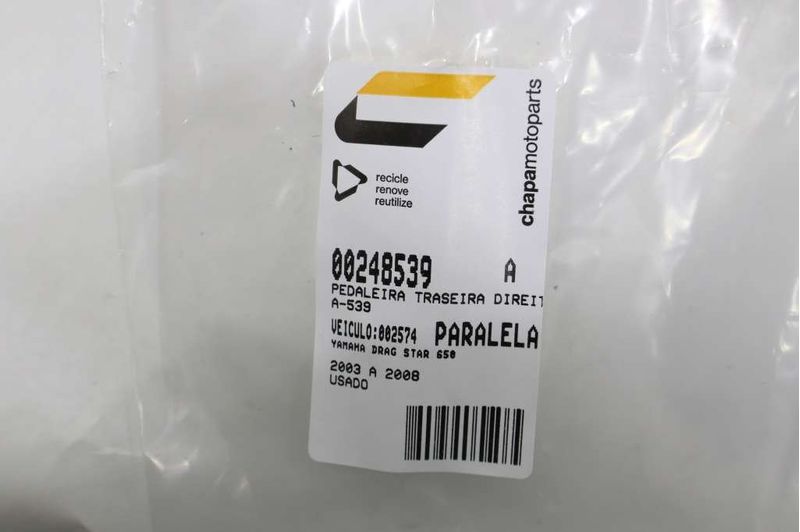 chapamotoparts
recicle
renove
reutilize
00248539 A
PEDALEIRA TRASEIRA DIREIT
A-539
VEICULO:002574 PARALELA
YAMAHA DRAG STAR 650
2003 A 2008
USADO